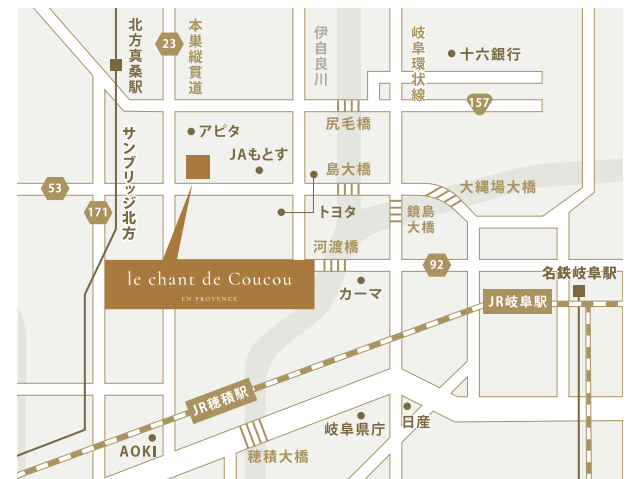 北方真桑駅
23
本巣縦貫道
伊自良川
岐阜環状線
十六銀行
157
尻毛橋
アピタ
JAもとす
サンブリッジ北方
島大橋
53
171
大縄場大橋
トヨタ
鏡島
大橋
河渡橋
92
名鉄岐阜駅
le chant de Coucou
EN PROVENCE
カーマ
JR岐阜駅
JR穂積駅
岐阜県庁
日産
AOKI
穂積大橋